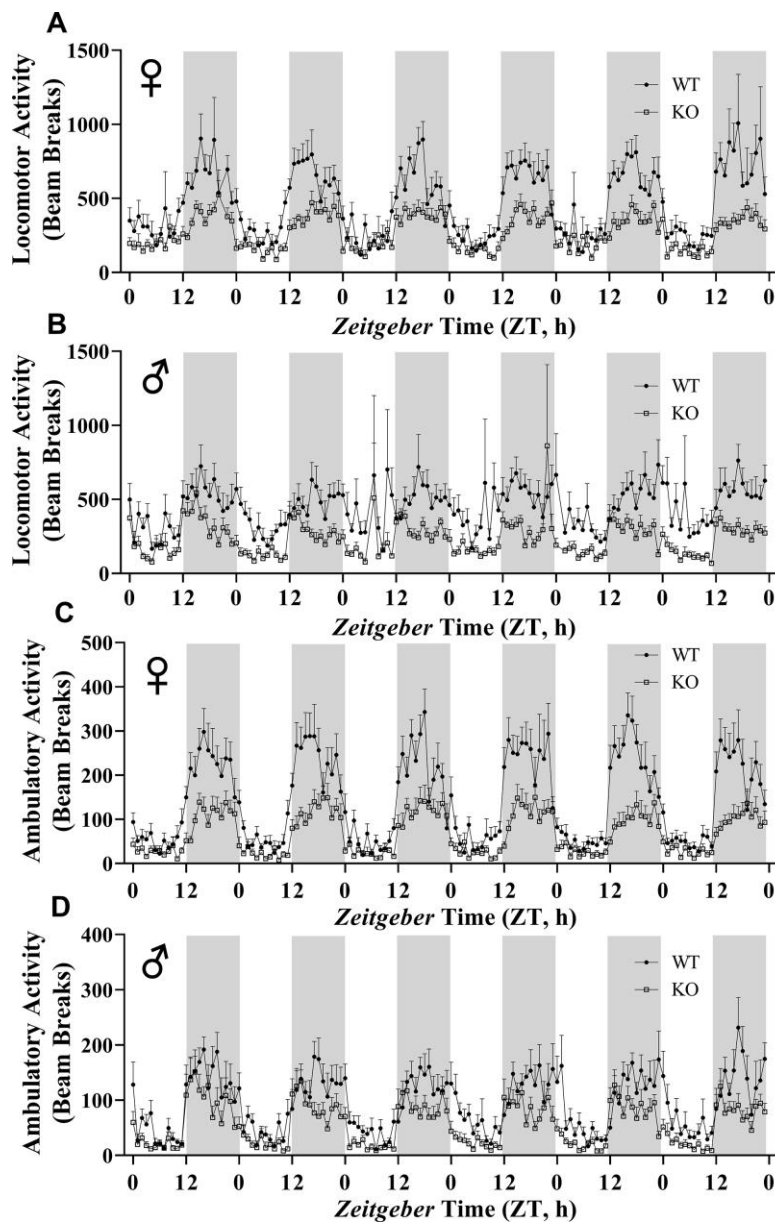 A
1500
1000
500
0
Locomotor Activity
(Beam Breaks)
♀
WT
KO
0 12 0 12 0 12 0 12 0 12 0 12 0
Zeitgeber Time (ZT, h)
B
1500
1000
500
0
Locomotor Activity
(Beam Breaks)
♂
WT
KO
0 12 0 12 0 12 0 12 0 12 0 12 0
Zeitgeber Time (ZT, h)
C
500
400
300
200
100
0
Ambulatory Activity
(Beam Breaks)
♀
WT
KO
0 12 0 12 0 12 0 12 0 12 0 12 0
Zeitgeber Time (ZT, h)
D
400
300
200
100
0
Ambulatory Activity
(Beam Breaks)
♂
WT
KO
0 12 0 12 0 12 0 12 0 12 0 12 0
Zeitgeber Time (ZT, h)